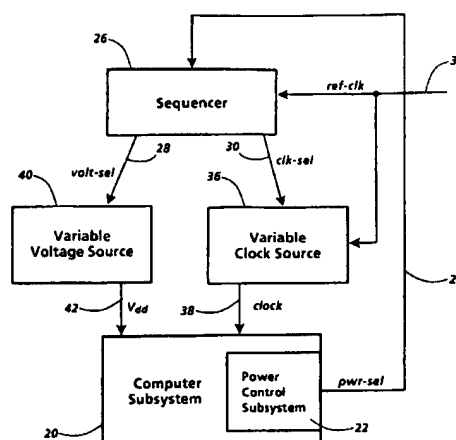 26
3
ref-clk
Sequencer
28
30
volt-sel
clk-sel
40
36
Variable
Voltage Source
Variable
Clock Source
2
42
Vdd
38
clock
Computer
Subsystem
Power
Control
Subsystem
pwr-sel
20
22